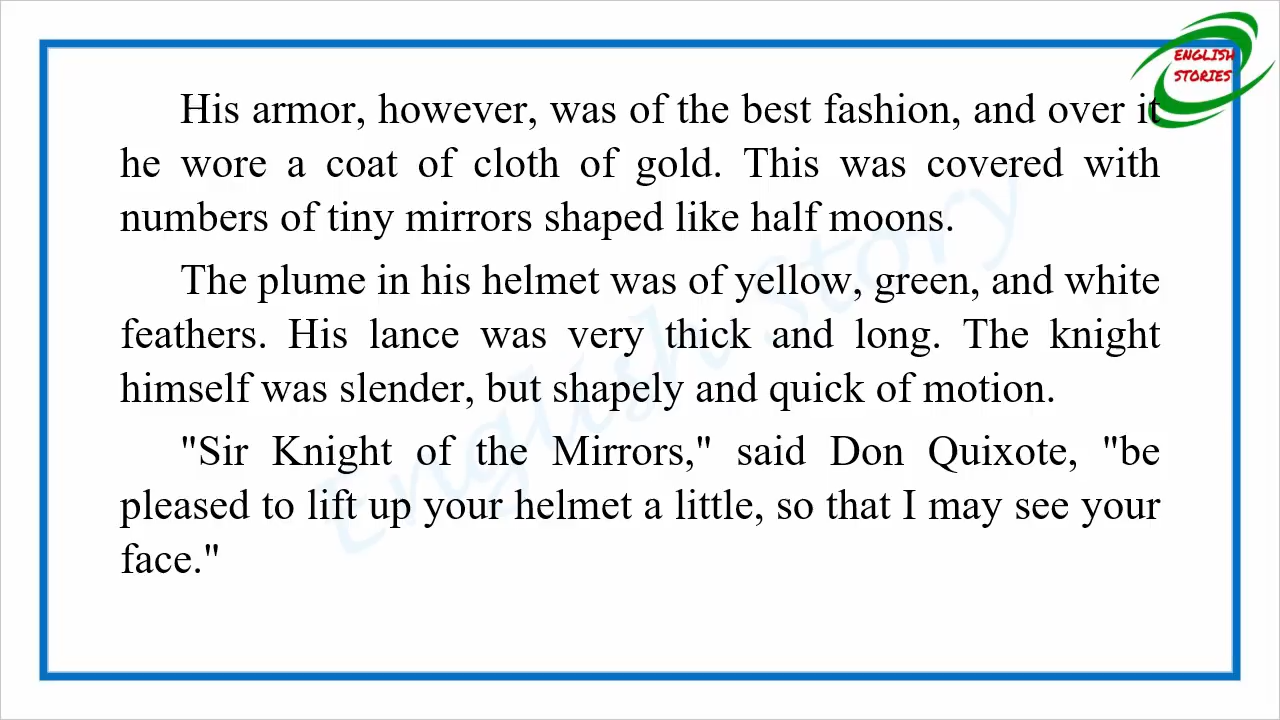 ENGLISH
STORIES
His armor, however, was of the best fashion, and over it
he wore a coat of cloth of gold. This was covered with
numbers of tiny mirrors shaped like half moons.
The plume in his helmet was of yellow, green, and white
feathers. His lance was very thick and long. The knight
himself was slender, but shapely and quick of motion.
"Sir Knight of the Mirrors," said Don Quixote, "be
pleased to lift up your helmet a little, so that I may see your
face."
English Story